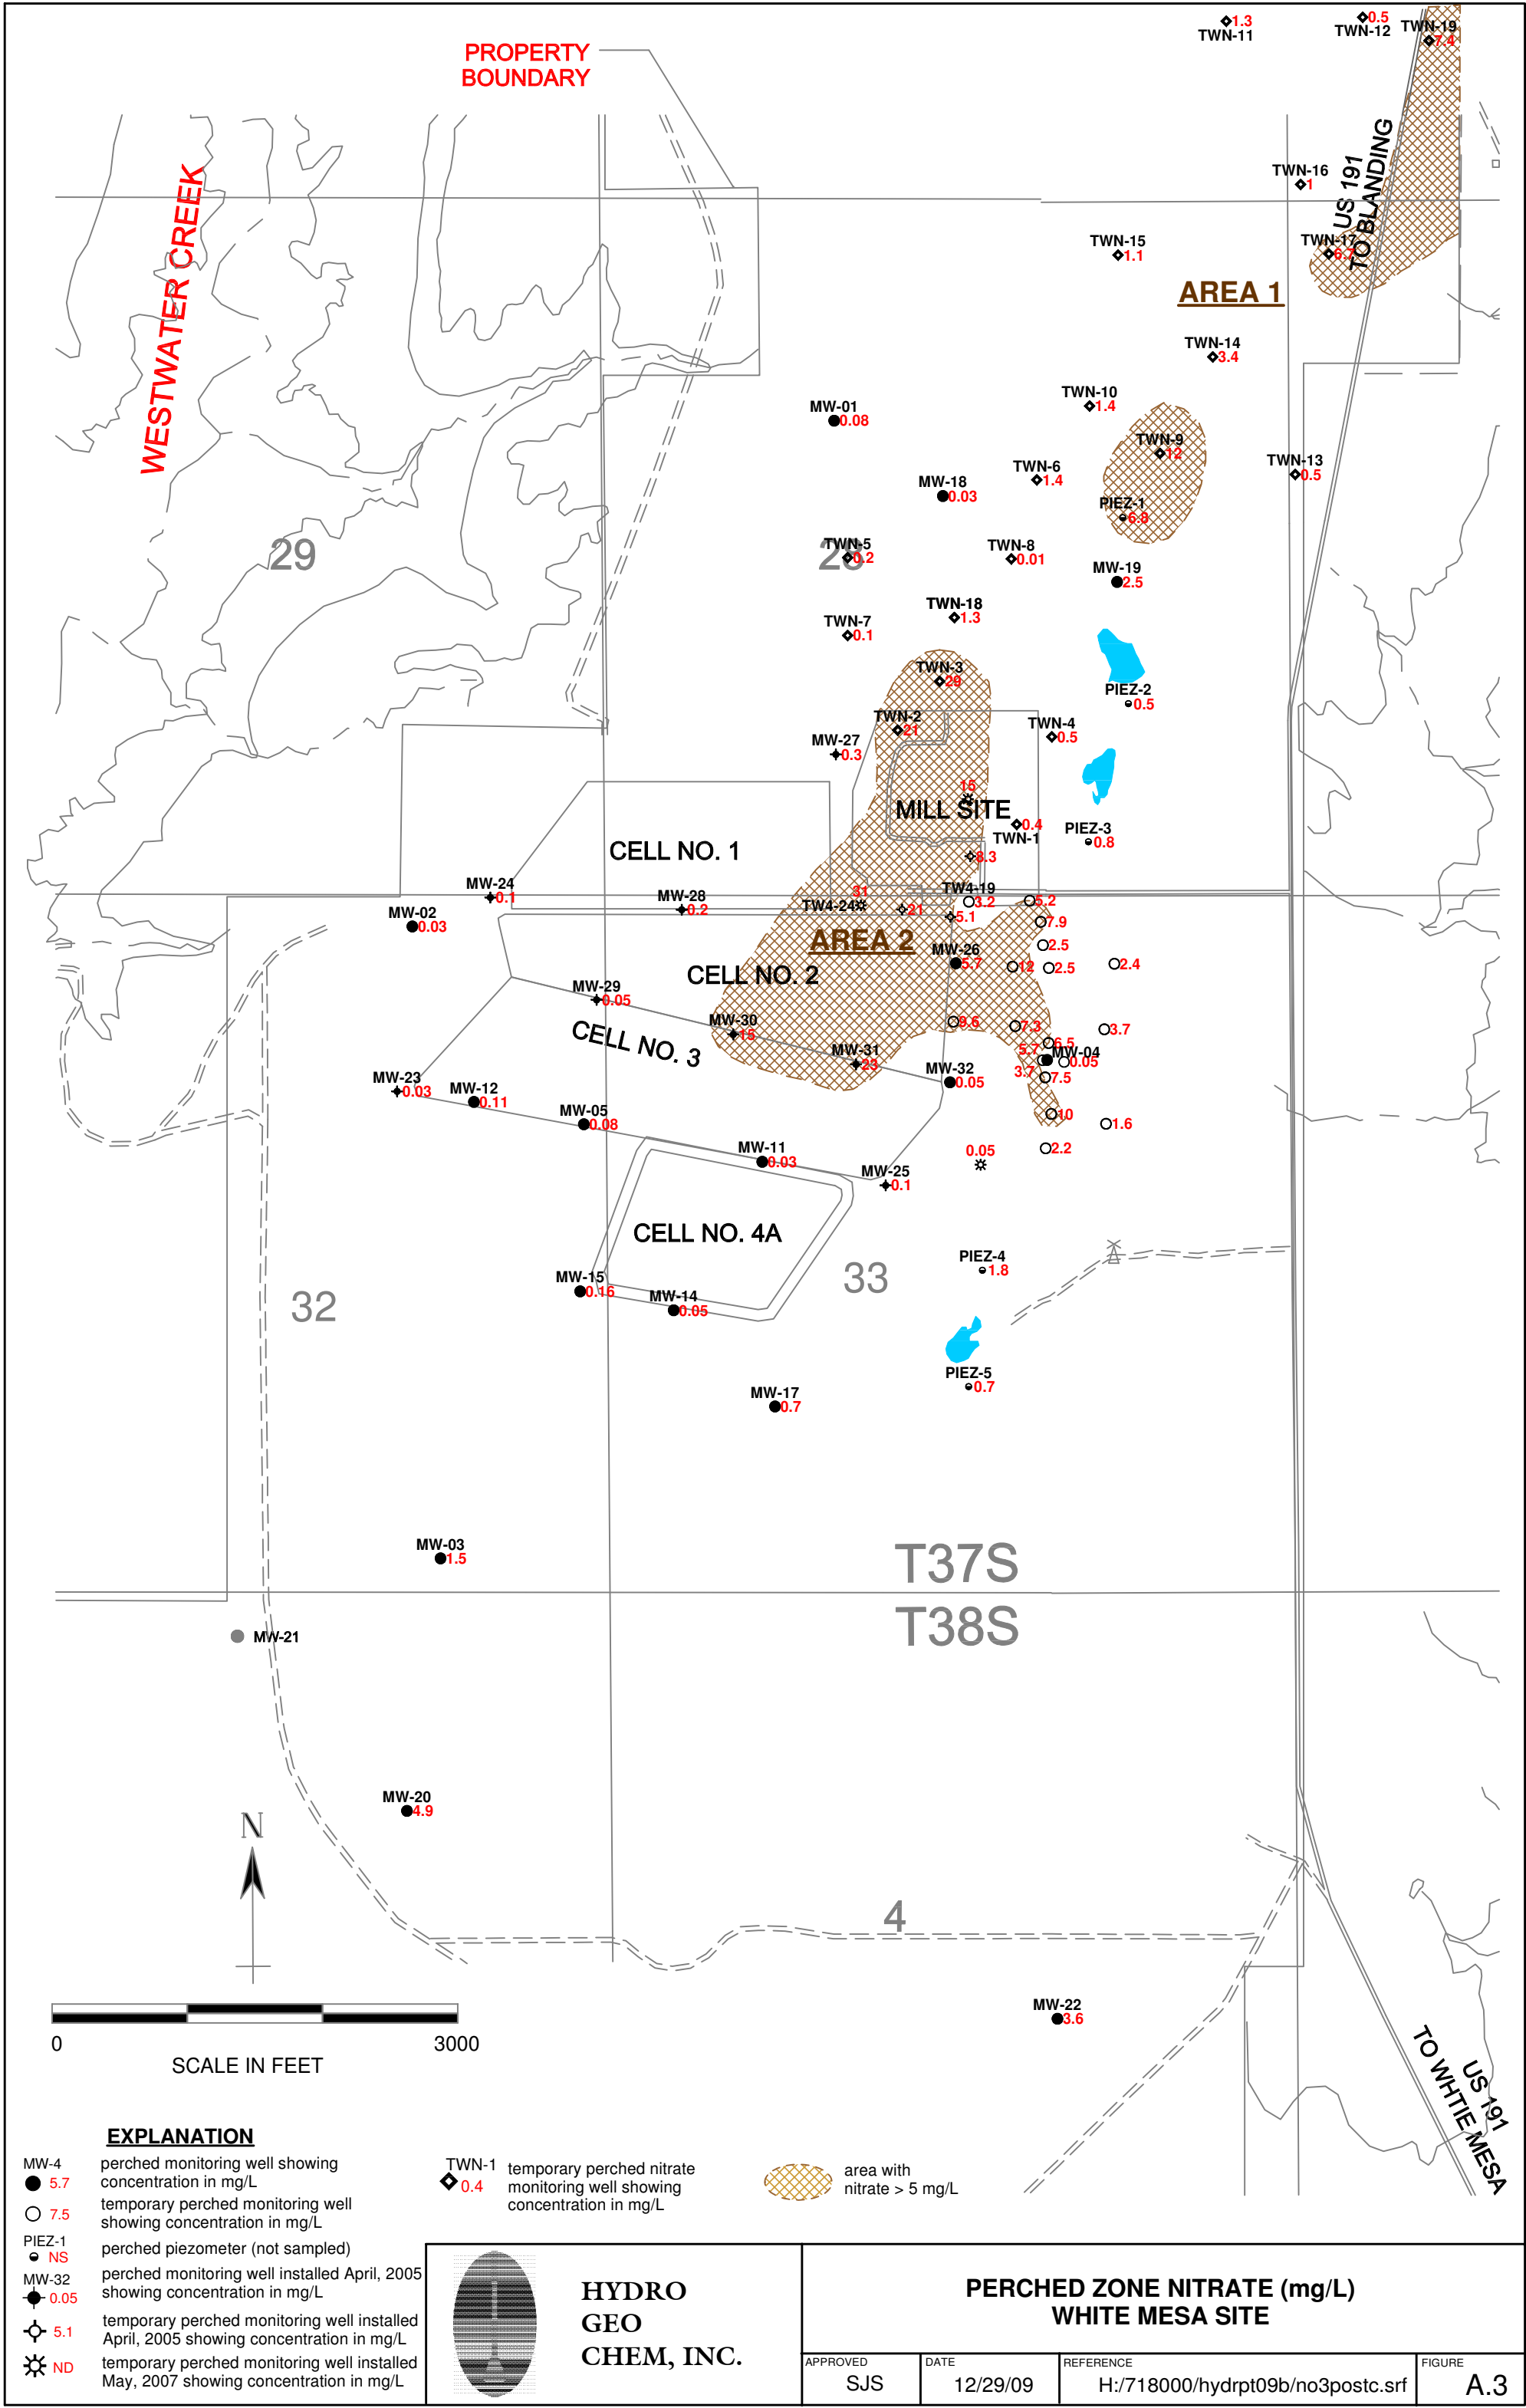 PROPERTY
BOUNDARY
1.3
TWN-11
0.5
TWN-12
TWN-19
7.4
WESTWATER CREEK
US 191
TO BLANDING
TWN-16
1
TWN-17
6.7
TWN-15
1.1
AREA 1
TWN-14
3.4
TWN-10
1.4
MW-01
0.08
TWN-9
12
TWN-13
0.5
TWN-6
1.4
MW-18
0.03
PIEZ-1
6.8
29
28
TWN-5
0.2
TWN-8
0.01
MW-19
2.5
TWN-18
1.3
TWN-7
0.1
TWN-3
29
PIEZ-2
0.5
TWN-2
21
TWN-4
0.5
MW-27
0.3
15
MILL SITE
0.4
TWN-1
PIEZ-3
0.8
CELL NO. 1
8.3
MW-24
0.1
MW-28
0.2
31
TW4-24
21
TW4-19
3.2
5.2
5.1
7.9
MW-02
0.03
AREA 2
2.5
MW-26
5.7
12
2.5
2.4
CELL NO. 2
MW-29
0.05
MW-30
15
9.6
7.3
3.7
CELL NO. 3
6.5
5.7
MW-04
0.05
MW-31
23
3.7
7.5
MW-32
0.05
MW-23
0.03
MW-12
0.11
MW-05
0.08
10
1.6
2.2
MW-11
0.03
0.05
MW-25
0.1
CELL NO. 4A
PIEZ-4
1.8
33
32
MW-15
0.16
MW-14
0.05
PIEZ-5
0.7
MW-17
0.7
MW-03
1.5
T37S
T38S
MW-21
MW-20
4.9
N
4
MW-22
3.6
0
3000
SCALE IN FEET
US 191
TO WHTIE MESA
EXPLANATION
MW-4
5.7
perched monitoring well showing
concentration in mg/L
7.5
temporary perched monitoring well
showing concentration in mg/L
PIEZ-1
NS
perched piezometer (not sampled)
MW-32
0.05
perched monitoring well installed April, 2005
showing concentration in mg/L
5.1
temporary perched monitoring well installed
April, 2005 showing concentration in mg/L
ND
temporary perched monitoring well installed
May, 2007 showing concentration in mg/L
TWN-1
0.4
temporary perched nitrate
monitoring well showing
concentration in mg/L
area with
nitrate > 5 mg/L
HYDRO
GEO
CHEM, INC.
PERCHED ZONE NITRATE (mg/L)
WHITE MESA SITE
APPROVED
SJS
DATE
12/29/09
REFERENCE
H:/718000/hydrpt09b/no3postc.srf
FIGURE
A.3